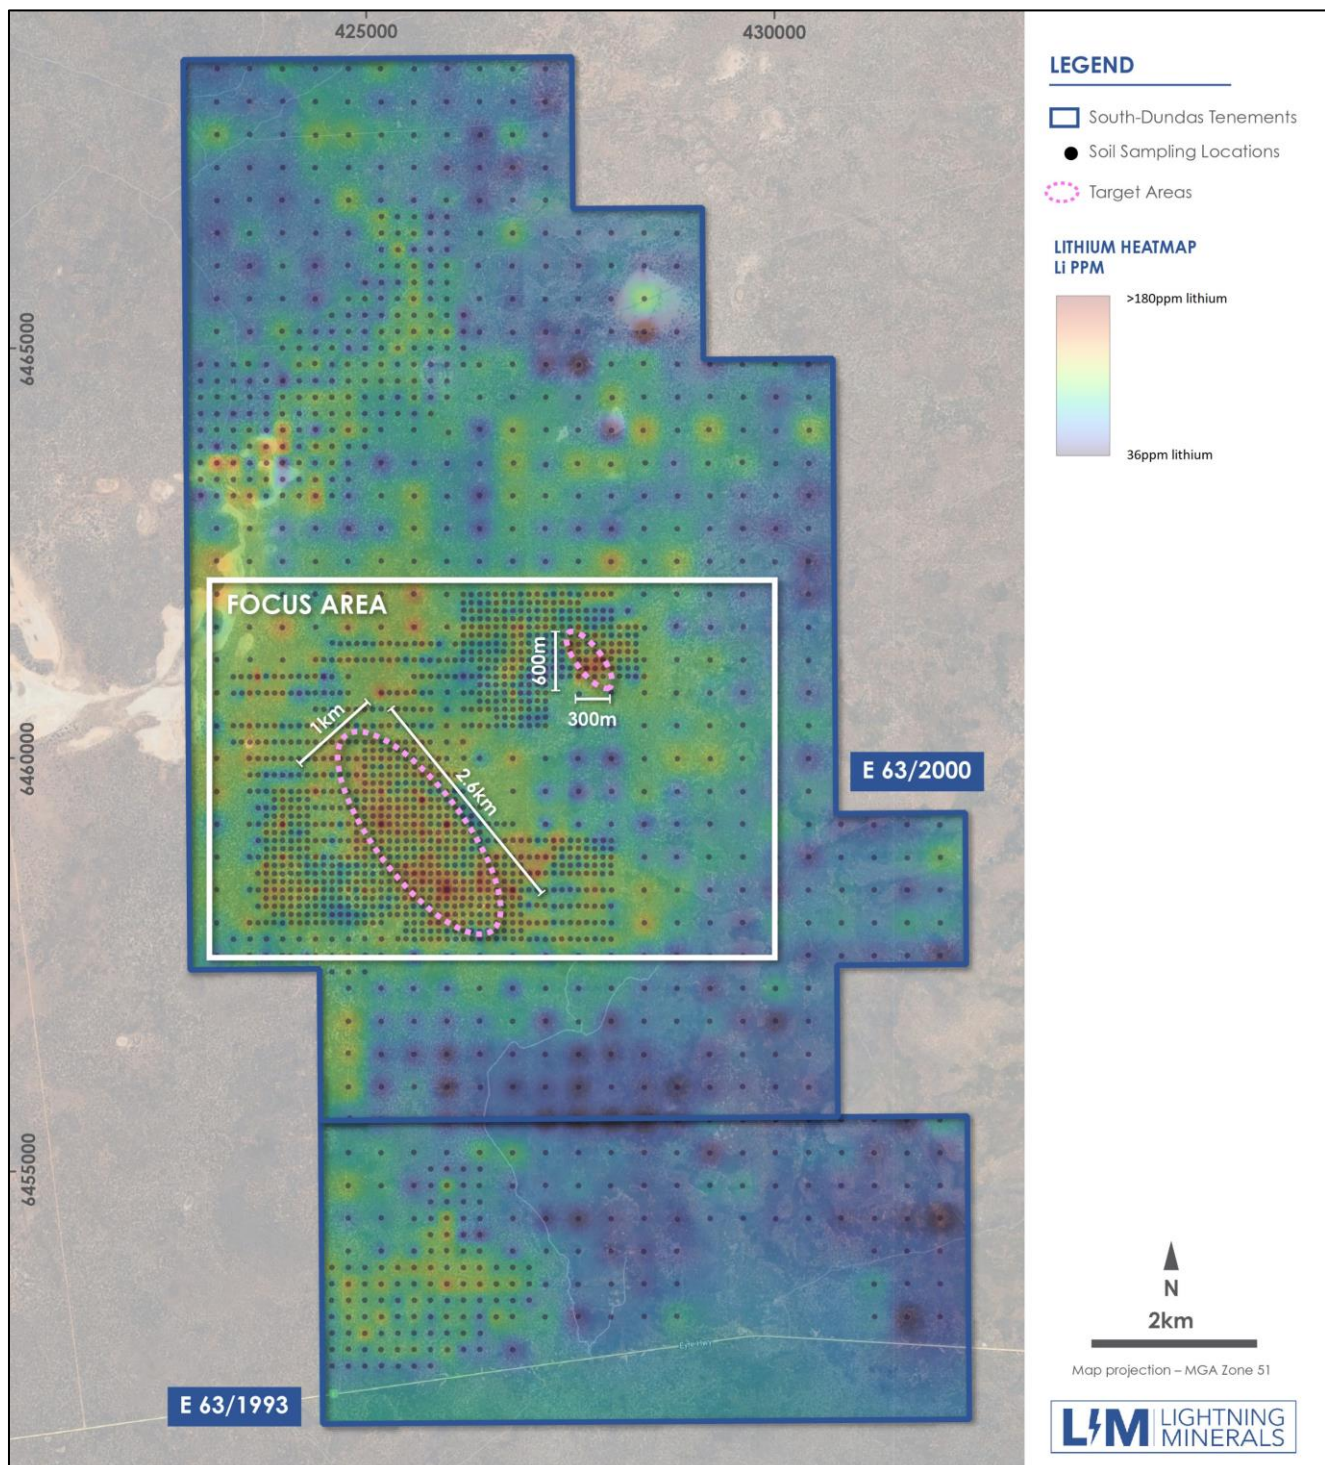 425000
430000
LEGEND
South-Dundas Tenements
Soil Sampling Locations
Target Areas
LITHIUM HEATMAP
Li PPM
>180ppm lithium
36ppm lithium
6465000
FOCUS AREA
600m
300m
1km
2.6km
6460000
E 63/2000
6455000
N
2km
Map projection – MGA Zone 51
E 63/1993
LM LIGHTNING
MINERALS